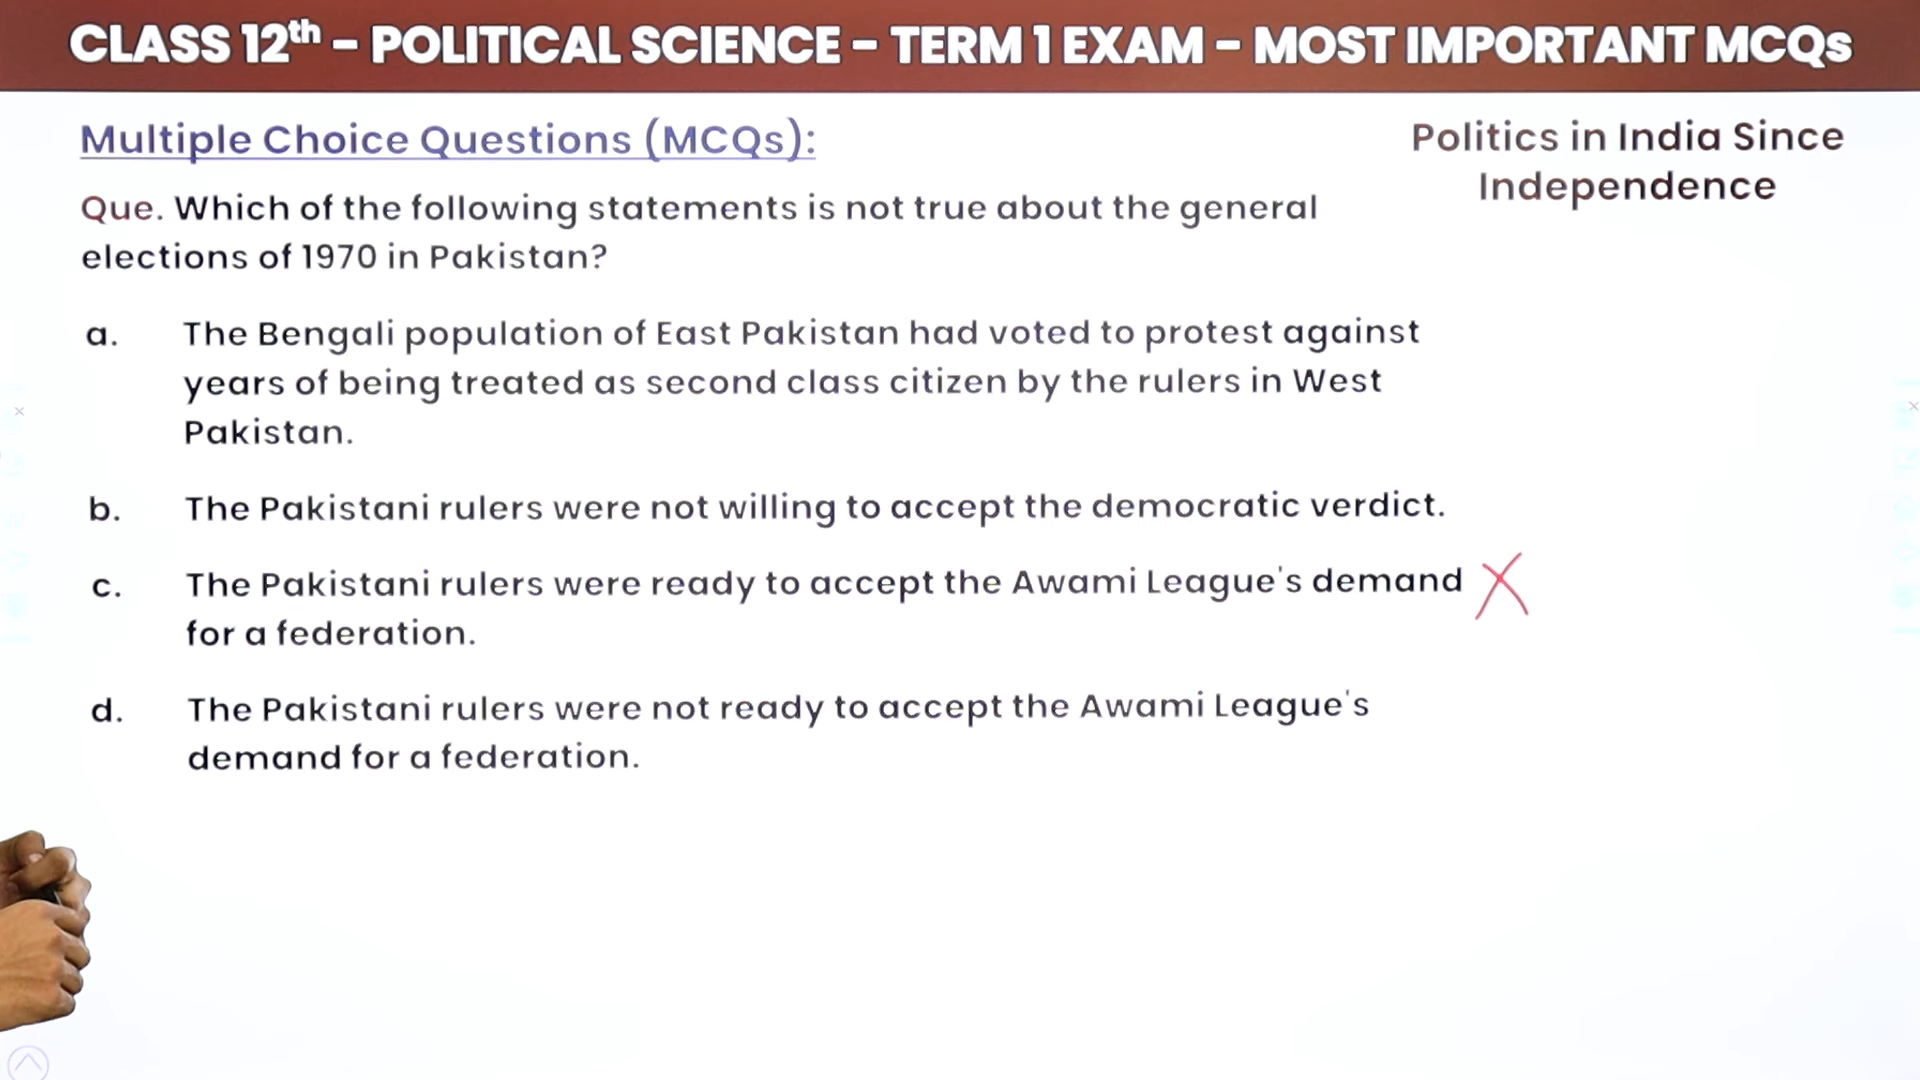 CLASS 12th – POLITICAL SCIENCE – TERM 1 EXAM – MOST IMPORTANT MCQs
Multiple Choice Questions (MCQs):
Politics in India Since
Independence
Que. Which of the following statements is not true about the general
elections of 1970 in Pakistan?
a. The Bengali population of East Pakistan had voted to protest against
years of being treated as second class citizen by the rulers in West
Pakistan.
b. The Pakistani rulers were not willing to accept the democratic verdict.
c. The Pakistani rulers were ready to accept the Awami League's demand
for a federation.
d. The Pakistani rulers were not ready to accept the Awami League's
demand for a federation.